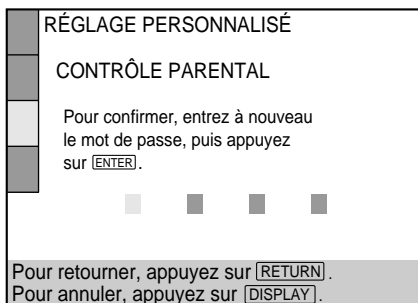 RÉGLAGE PERSONNALISÉ
CONTRÔLE PARENTAL
Pour confirmer, entrez à nouveau
le mot de passe, puis appuyez
sur ENTER.
Pour retourner, appuyez sur RETURN.
Pour annuler, appuyez sur DISPLAY.